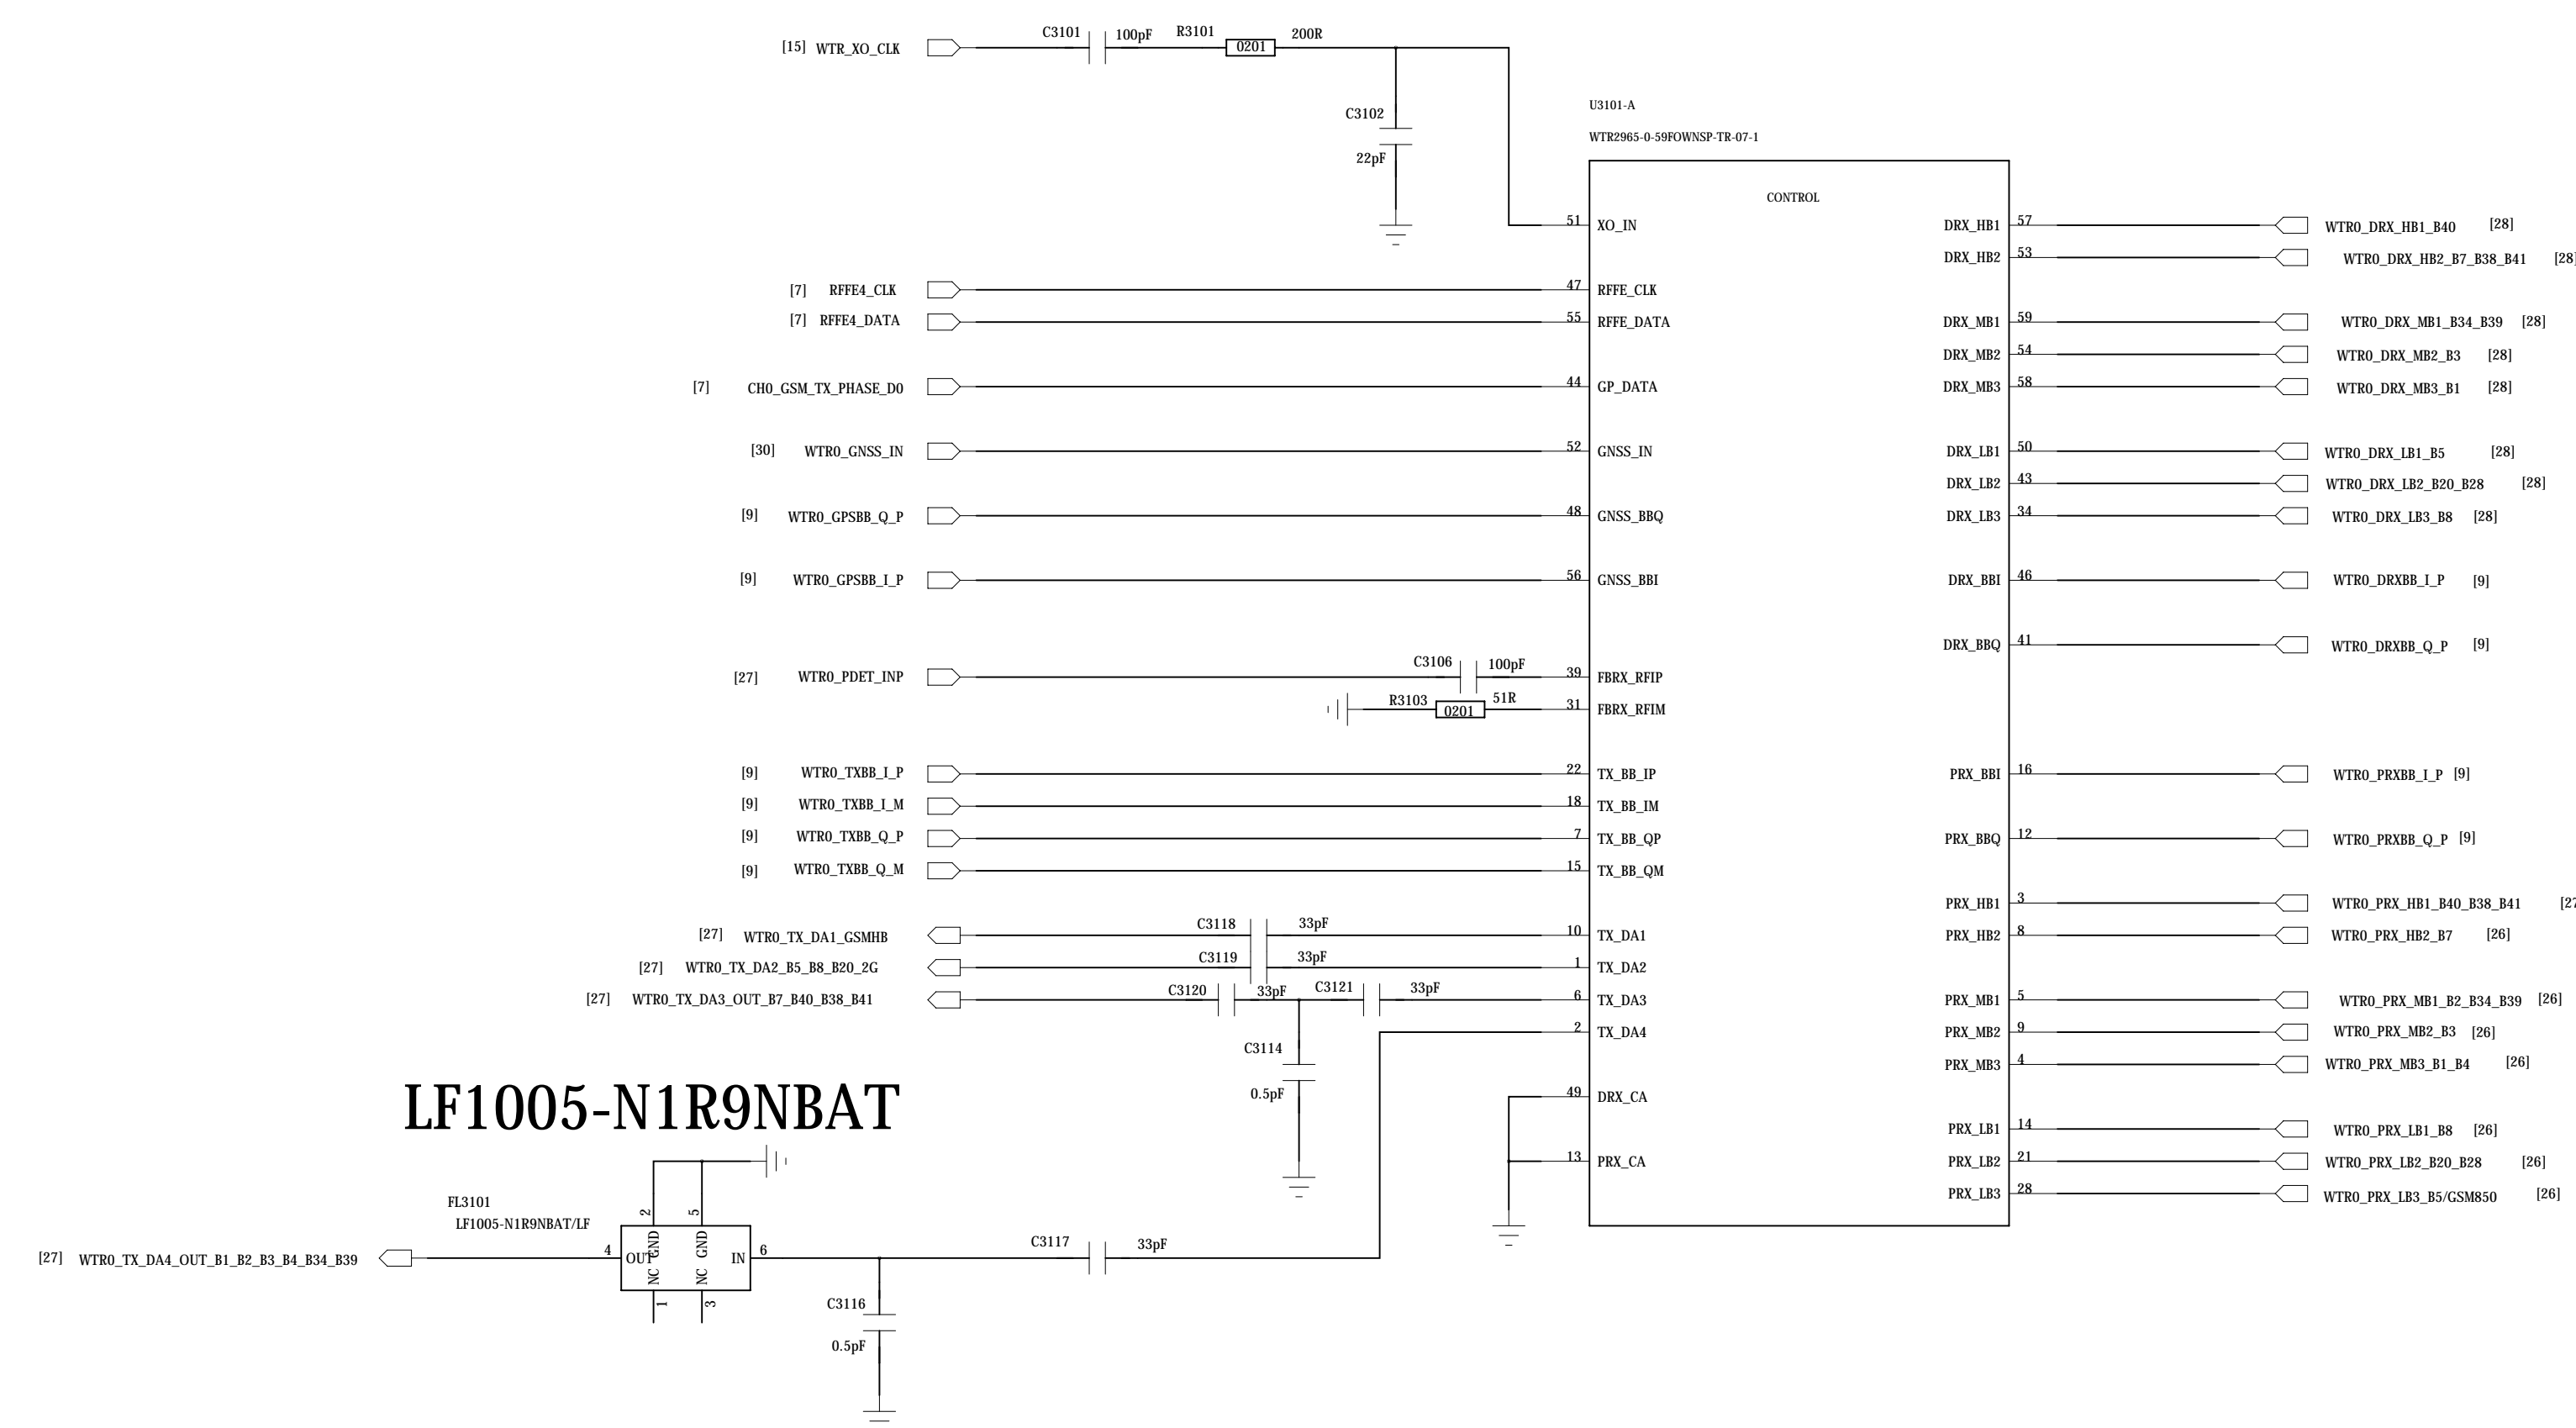 C3101 100pF R3101 0201 200R
[15] WTR_XO_CLK
C3102
22pF
U3101-A
WTR2965-0-59FOWNSP-TR-07-1
CONTROL
51 XO_IN DRX_HB1 57 WTR0_DRX_HB1_B40 [28]
DRX_HB2 53 WTR0_DRX_HB2_B7_B38_B41 [28]
[7] RFFE4_CLK 47 RFFE_CLK
[7] RFFE4_DATA 55 RFFE_DATA DRX_MB1 59 WTR0_DRX_MB1_B34_B39 [28]
DRX_MB2 54 WTR0_DRX_MB2_B3 [28]
[7] CH0_GSM_TX_PHASE_D0 44 GP_DATA DRX_MB3 58 WTR0_DRX_MB3_B1 [28]
[30] WTR0_GNSS_IN 52 GNSS_IN DRX_LB1 50 WTR0_DRX_LB1_B5 [28]
DRX_LB2 43 WTR0_DRX_LB2_B20_B28 [28]
[9] WTR0_GPSBB_Q_P 48 GNSS_BBQ DRX_LB3 34 WTR0_DRX_LB3_B8 [28]
[9] WTR0_GPSBB_I_P 56 GNSS_BBI DRX_BBI 46 WTR0_DRXBB_I_P [9]
DRX_BBQ 41 WTR0_DRXBB_Q_P [9]
[27] WTR0_PDET_INP C3106 100pF 39 FBRX_RFIP
R3103 0201 51R 31 FBRX_RFIM
[9] WTR0_TXBB_I_P 22 TX_BB_IP PRX_BBI 16 WTR0_PRXBB_I_P [9]
[9] WTR0_TXBB_I_M 18 TX_BB_IM
[9] WTR0_TXBB_Q_P 7 TX_BB_QP PRX_BBQ 12 WTR0_PRXBB_Q_P [9]
[9] WTR0_TXBB_Q_M 15 TX_BB_QM
PRX_HB1 3 WTR0_PRX_HB1_B40_B38_B41 [27
[27] WTR0_TX_DA1_GSMHB C3118 33pF 10 TX_DA1 PRX_HB2 8 WTR0_PRX_HB2_B7 [26]
[27] WTR0_TX_DA2_B5_B8_B20_2G C3119 33pF 1 TX_DA2
[27] WTR0_TX_DA3_OUT_B7_B40_B38_B41 C3120 33pF C3121 33pF 6 TX_DA3 PRX_MB1 5 WTR0_PRX_MB1_B2_B34_B39 [26]
2 TX_DA4 PRX_MB2 9 WTR0_PRX_MB2_B3 [26]
C3114
PRX_MB3 4 WTR0_PRX_MB3_B1_B4 [26]
0.5pF
49 DRX_CA
LF1005-N1R9NBAT
PRX_LB1 14 WTR0_PRX_LB1_B8 [26]
13 PRX_CA PRX_LB2 21 WTR0_PRX_LB2_B20_B28 [26]
PRX_LB3 28 WTR0_PRX_LB3_B5/GSM850 [26]
FL3101
LF1005-N1R9NBAT/LF
2 5
GND GND
[27] WTR0_TX_DA4_OUT_B1_B2_B3_B4_B34_B39 4 OUT IN 6 C3117 33pF
NC NC
1 3
C3116
0.5pF